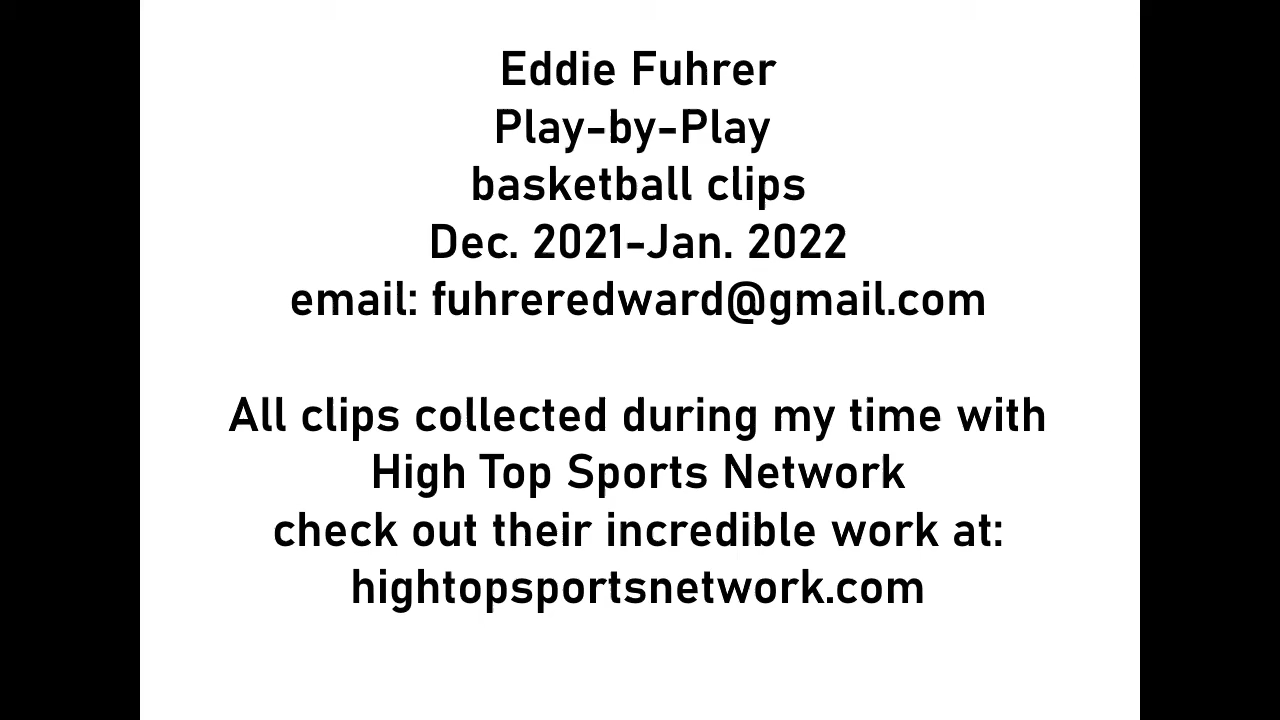 Eddie Fuhrer
Play-by-Play
basketball clips
Dec. 2021-Jan. 2022
email: fuhreredward@gmail.com
All clips collected during my time with
High Top Sports Network
check out their incredible work at:
hightopsportsnetwork.com